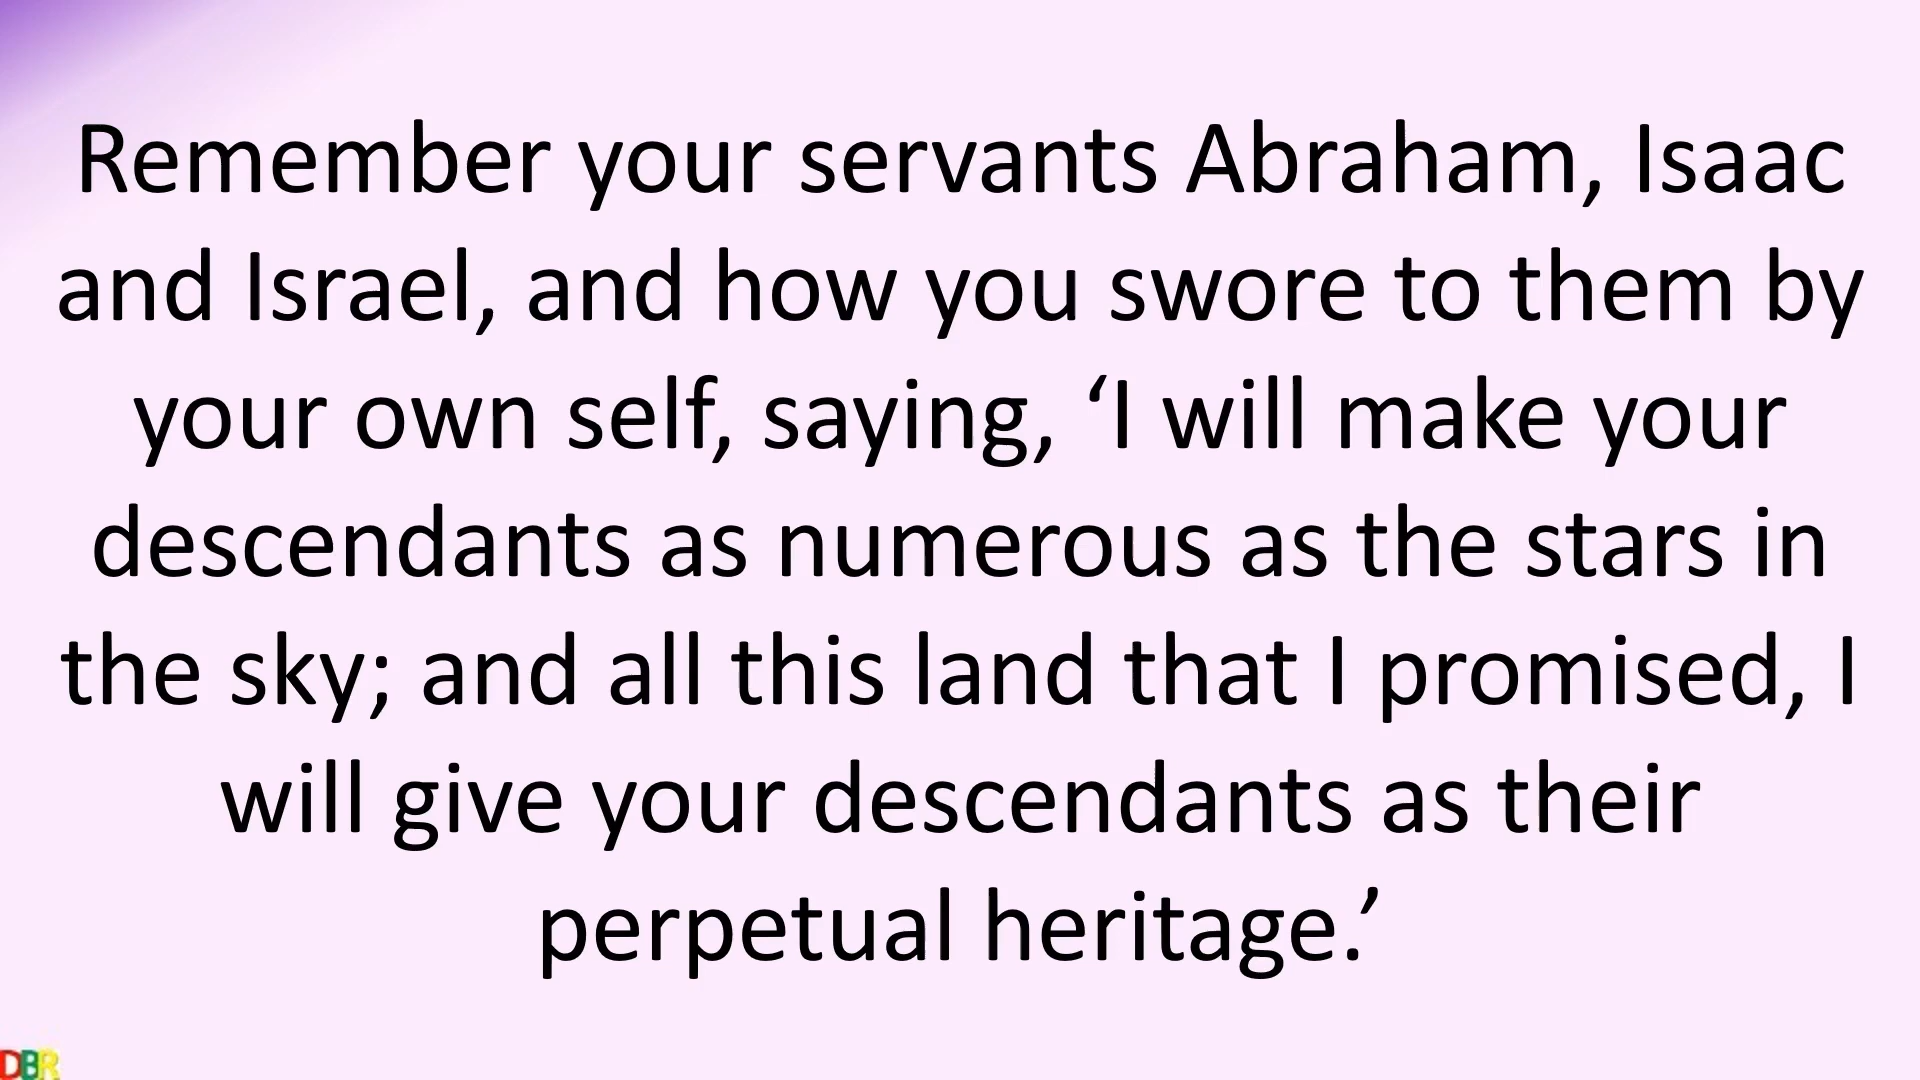 Remember your servants Abraham, Isaac
and Israel, and how you swore to them by
your own self, saying, ‘I will make your
descendants as numerous as the stars in
the sky; and all this land that I promised, I
will give your descendants as their
perpetual heritage.’
DBR